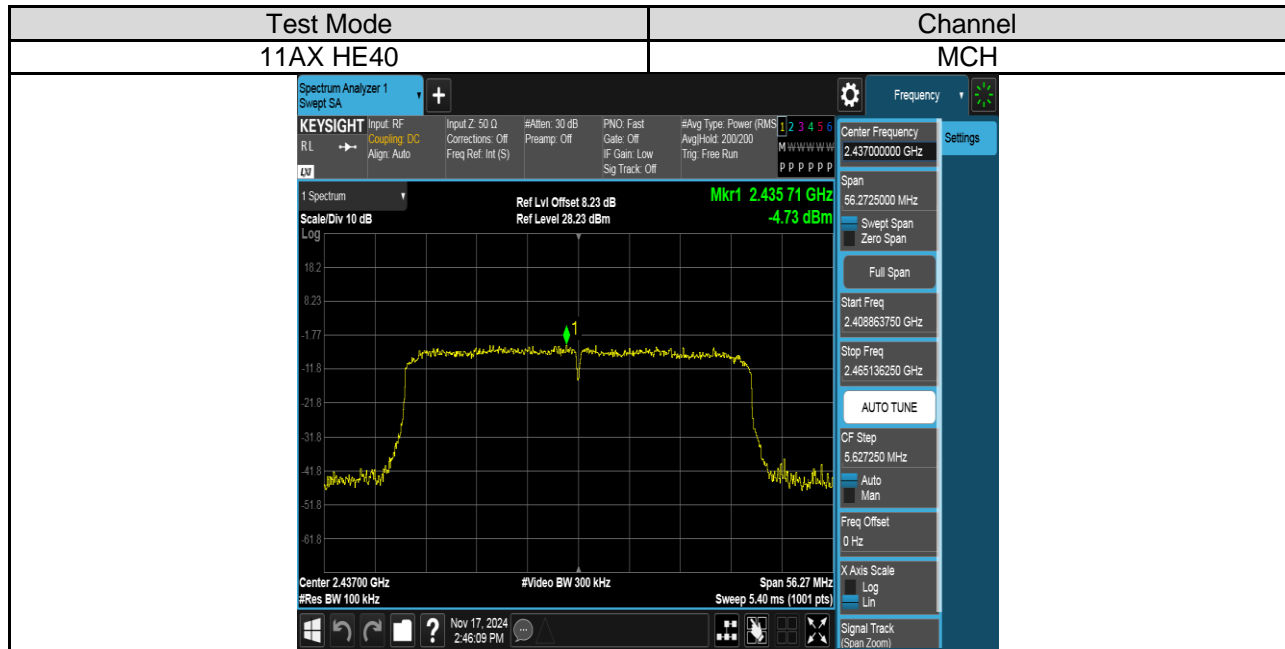 Test Mode Channel
11AX HE40 MCH
Spectrum Analyzer 1
Swept SA
+
Frequency
KEYSIGHT Input: RF Input Z: 50 Ω #Atten: 30 dB PNO: Fast #Avg Type: Power (RMS 1 2 3 4 5 6
RL Coupling: DC Corrections: Off Preamp: Off Gate: Off Avg|Hold: 200/200 M W W W W W
Align: Auto Freq Ref: Int (S) IF Gain: Low Trig: Free Run
LXI Sig Track: Off P P P P P P
1 Spectrum
Ref Lvl Offset 8.23 dB
Mkr1 2.435 71 GHz
Scale/Div 10 dB
Ref Level 28.23 dBm
-4.73 dBm
Log
18.2
8.23
-1.77
-11.8
-21.8
-31.8
-41.8
-51.8
-61.8
1
Center 2.43700 GHz #Video BW 300 kHz Span 56.27 MHz
#Res BW 100 kHz Sweep 5.40 ms (1001 pts)
Nov 17, 2024
2:46:09 PM
?
Center Frequency
2.437000000 GHz
Settings
Span
56.2725000 MHz
Swept Span
Zero Span
Full Span
Start Freq
2.408863750 GHz
Stop Freq
2.465136250 GHz
AUTO TUNE
CF Step
5.627250 MHz
Auto
Man
Freq Offset
0 Hz
X Axis Scale
Log
Lin
Signal Track
(Span Zoom)